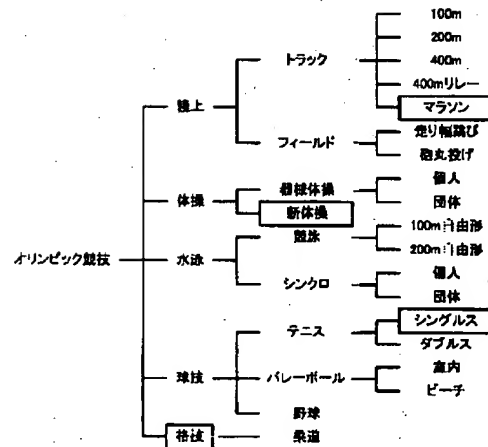 100m
200m
トラック
400m
400mリレー
陸上
マラソン
走り幅跳び
フィールド
砲丸投げ
個人
器械体操
体操
団体
新体操
100m自由形
競泳
オリンピック競技
水泳
200m自由形
個人
シンクロ
団体
シングルス
テニス
ダブルス
室内
球技
バレーボール
ビーチ
野球
格技
柔道